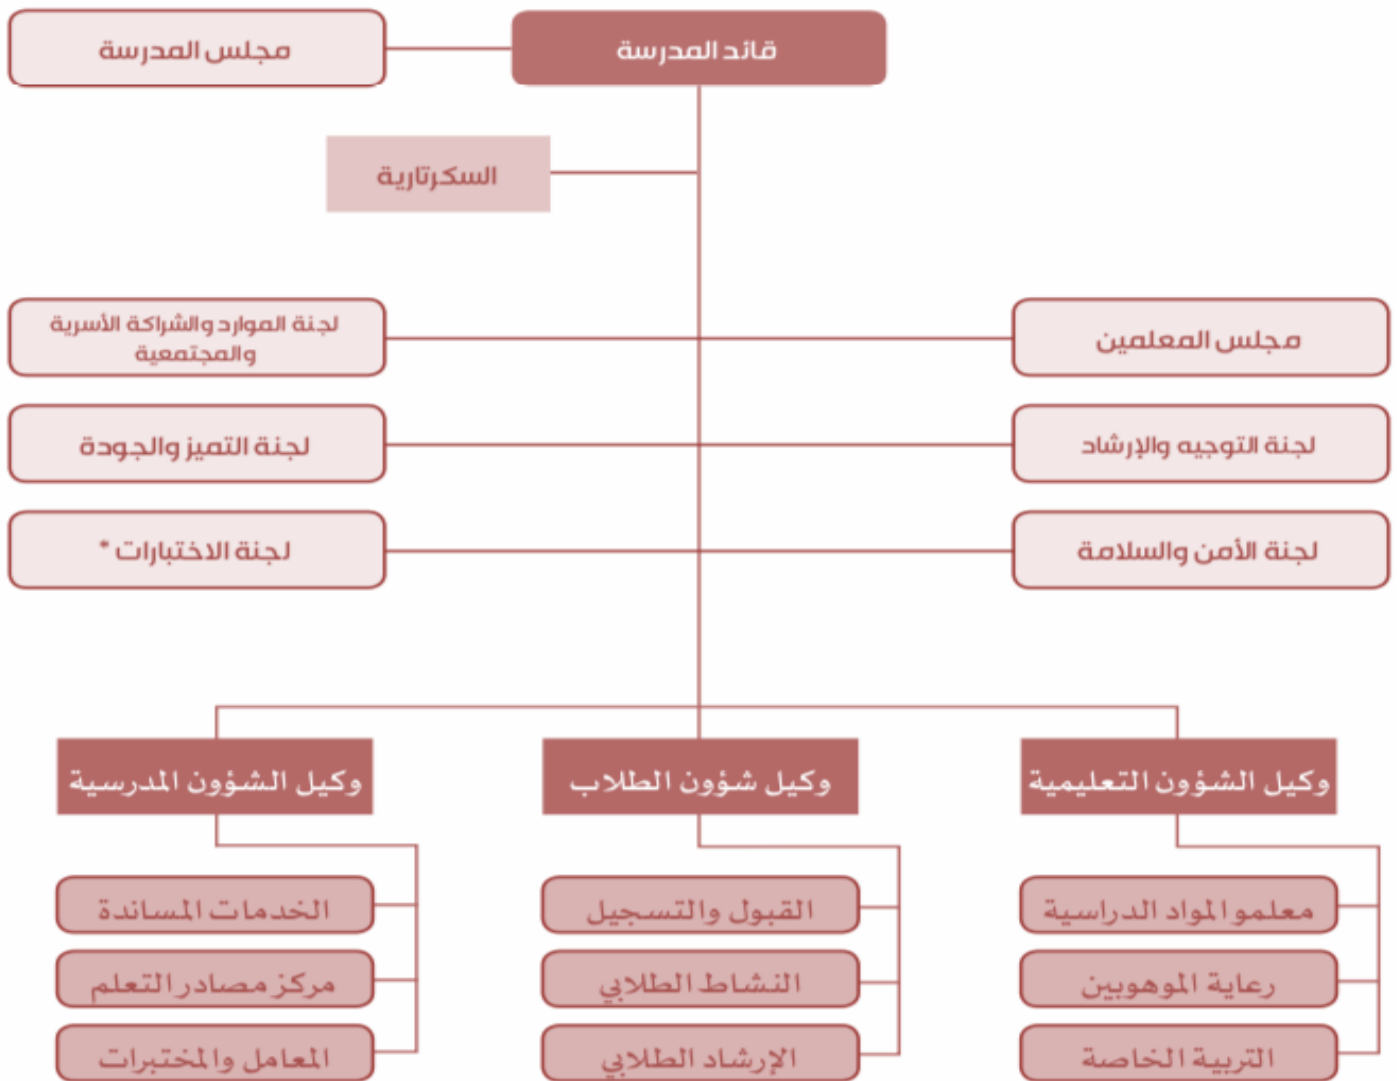 قائد المدرسة
مجلس المدرسة
السكرتارية
مجلس المعلمين
لجنة الموارد والشراكة الأسرية
والمجتمعية
لجنة التوجيه والإرشاد
لجنة التميز والجودة
لجنة الأمن والسلامة
لجنة الاختبارات *
وكيل الشؤون التعليمية
وكيل شؤون الطلاب
وكيل الشؤون المدرسية
معلمو المواد الدراسية
القبول والتسجيل
الخدمات المساندة
رعاية الموهوبين
النشاط الطلابي
مركز مصادر التعلم
التربية الخاصة
الإرشاد الطلابي
المعامل والمختبرات